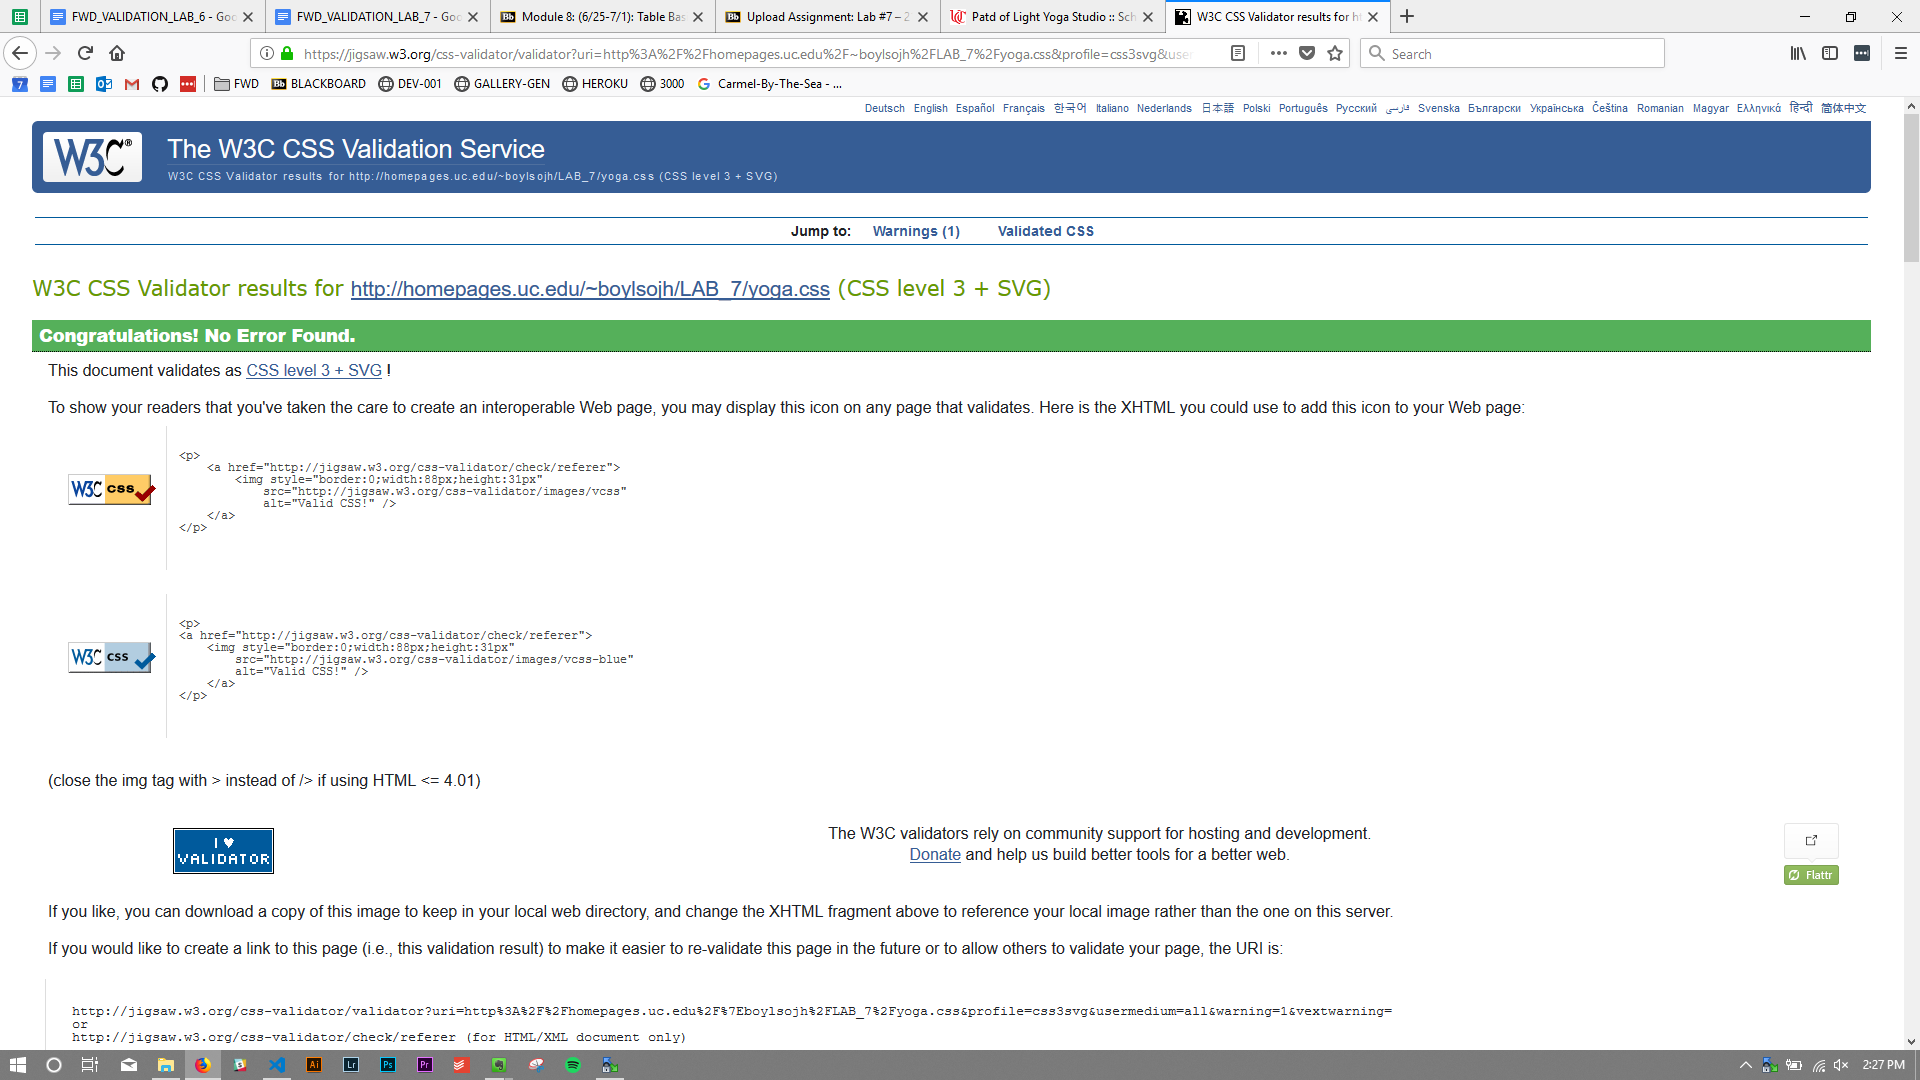 FWD_VALIDATION_LAB_6 - Goo
FWD_VALIDATION_LAB_7 - Goo
Module 8: (6/25-7/1): Table Bas
Upload Assignment: Lab #7 – 2
Patd of Light Yoga Studio :: Sch
W3C CSS Validator results for ht
https://jigsaw.w3.org/css-validator/validator?uri=http%3A%2F%2Fhomepages.uc.edu%2F~boylsojh%2FLAB_7%2Fyoga.css&profile=css3svg&use
Search
FWD
BLACKBOARD
DEV-001
GALLERY-GEN
HEROKU
3000
Carmel-By-The-Sea - ...
Deutsch English Español Français 한국어 Italiano Nederlands 日本語 Polski Português Русский فارسی Svenska Български Українська Čeština Romanian Magyar Ελληνικά हिन्दी 简体中文
W3C®
The W3C CSS Validation Service
W3C CSS Validator results for http://homepages.uc.edu/~boylsojh/LAB_7/yoga.css (CSS level 3 + SVG)
Jump to: Warnings (1) Validated CSS
W3C CSS Validator results for http://homepages.uc.edu/~boylsojh/LAB_7/yoga.css (CSS level 3 + SVG)
Congratulations! No Error Found.
This document validates as CSS level 3 + SVG !
To show your readers that you've taken the care to create an interoperable Web page, you may display this icon on any page that validates. Here is the XHTML you could use to add this icon to your Web page:
W3C CSS
<p>
<a href="http://jigsaw.w3.org/css-validator/check/referer">
<img style="border:0;width:88px;height:31px"
src="http://jigsaw.w3.org/css-validator/images/vcss"
alt="Valid CSS!" />
</a>
</p>
W3C CSS
<p>
<a href="http://jigsaw.w3.org/css-validator/check/referer">
<img style="border:0;width:88px;height:31px"
src="http://jigsaw.w3.org/css-validator/images/vcss-blue"
alt="Valid CSS!" />
</a>
</p>
(close the img tag with > instead of /> if using HTML <= 4.01)
I ♥
VALIDATOR
The W3C validators rely on community support for hosting and development.
Donate and help us build better tools for a better web.
Flattr
If you like, you can download a copy of this image to keep in your local web directory, and change the XHTML fragment above to reference your local image rather than the one on this server.
If you would like to create a link to this page (i.e., this validation result) to make it easier to re-validate this page in the future or to allow others to validate your page, the URI is:
http://jigsaw.w3.org/css-validator/validator?uri=http%3A%2F%2Fhomepages.uc.edu%2F%7Eboylsojh%2FLAB_7%2Fyoga.css&profile=css3svg&usermedium=all&warning=1&vextwarning=
or
http://jigsaw.w3.org/css-validator/check/referer (for HTML/XML document only)
Ai
Lr
Ps
Pr
2:27 PM